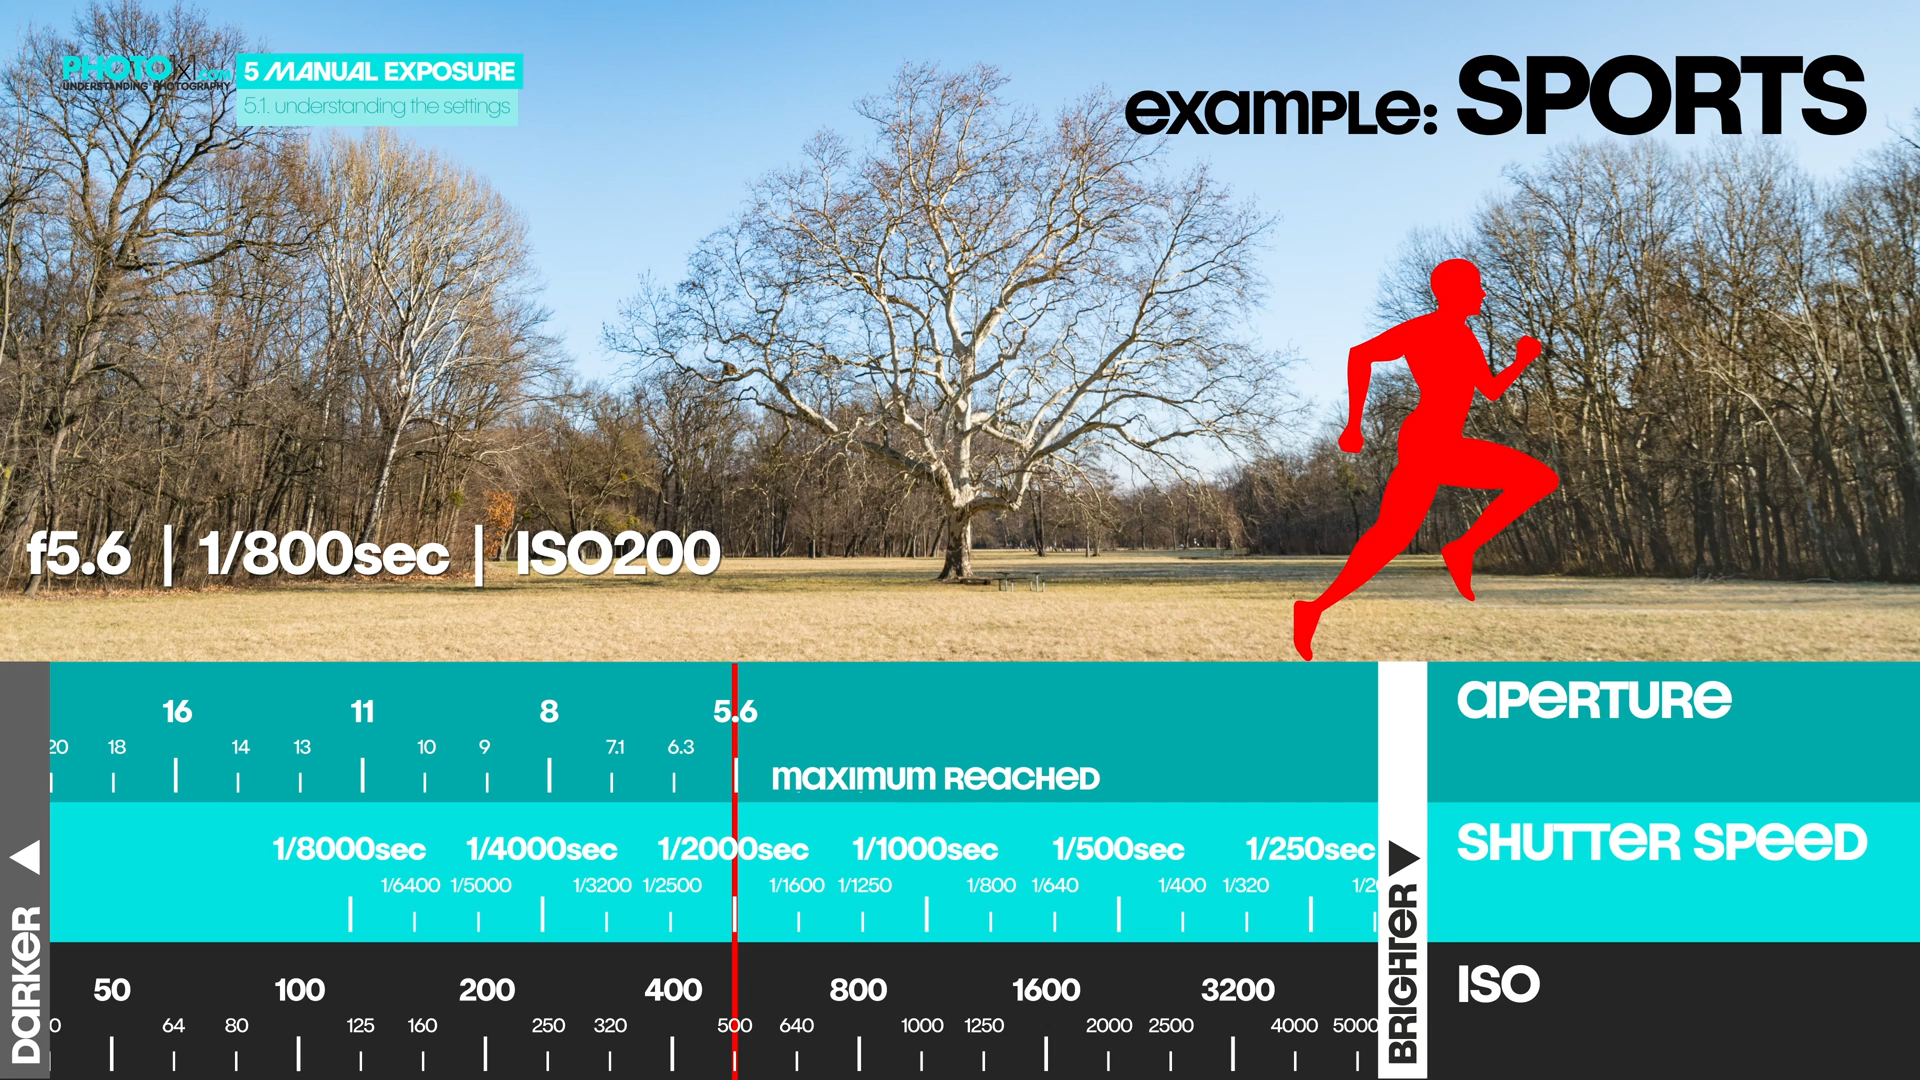 PHOTOXI.com
UNDERSTANDING PHOTOGRAPHY
5 MANUAL EXPOSURE
5.1. understanding the settings
example: SPORTS
f5.6 | 1/800sec | ISO200
16 11 8 5.6
20 18 14 13 10 9 7.1 6.3
maximum REACHED
APERTURE
1/8000sec 1/4000sec 1/2000sec 1/1000sec 1/500sec 1/250sec
1/6400 1/5000 1/3200 1/2500 1/1600 1/1250 1/800 1/640 1/400 1/320
SHUTTER SPEED
50 100 200 400 800 1600 3200
64 80 125 160 250 320 500 640 1000 1250 2000 2500 4000 5000
ISO
DARKER
BRIGHTER